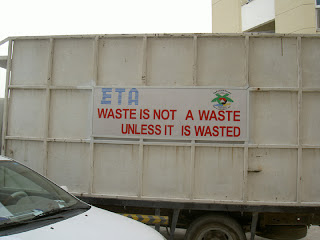 ETA
WASTE IS NOT A WASTE
UNLESS IT IS WASTED